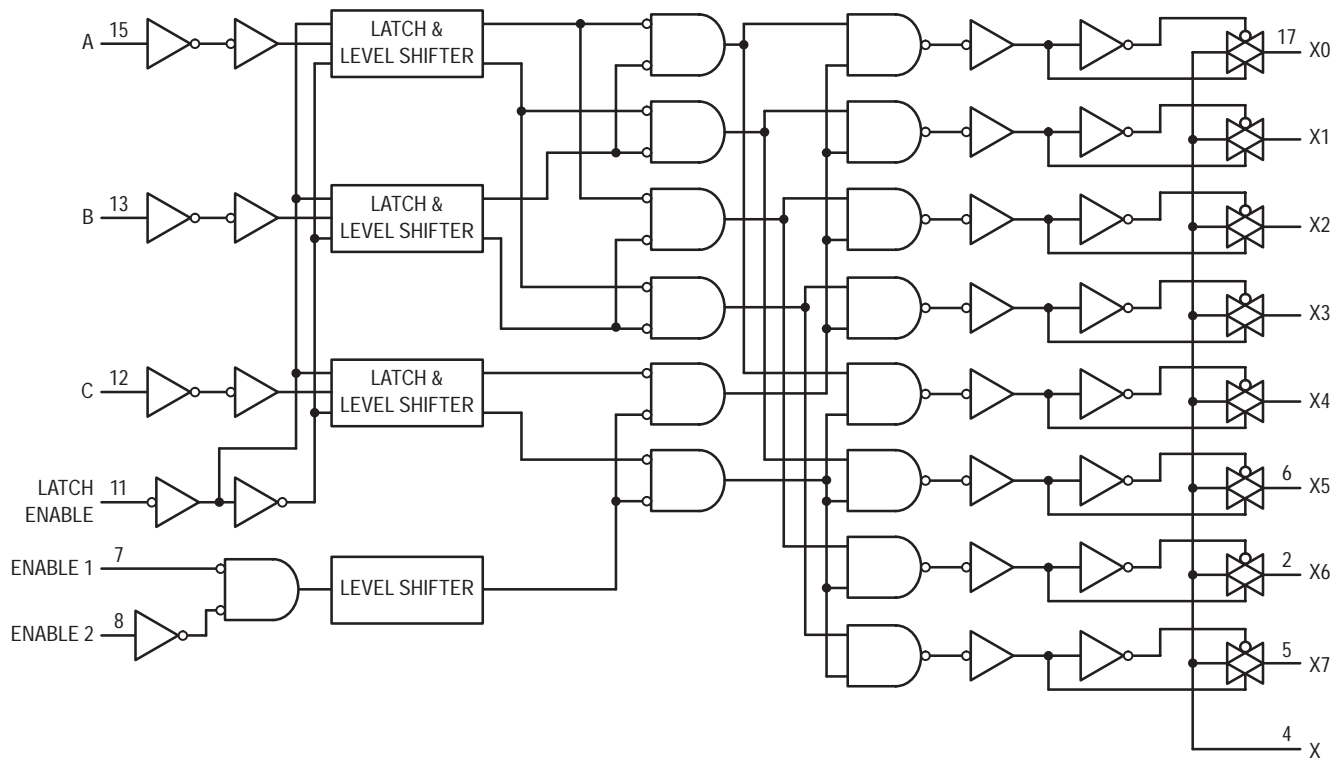 A 15
LATCH &
LEVEL SHIFTER
17 X0
X1
B 13
LATCH &
LEVEL SHIFTER
X2
X3
C 12
LATCH &
LEVEL SHIFTER
X4
LATCH
ENABLE
11
6 X5
ENABLE 1 7
LEVEL SHIFTER
2 X6
ENABLE 2 8
5 X7
4 X